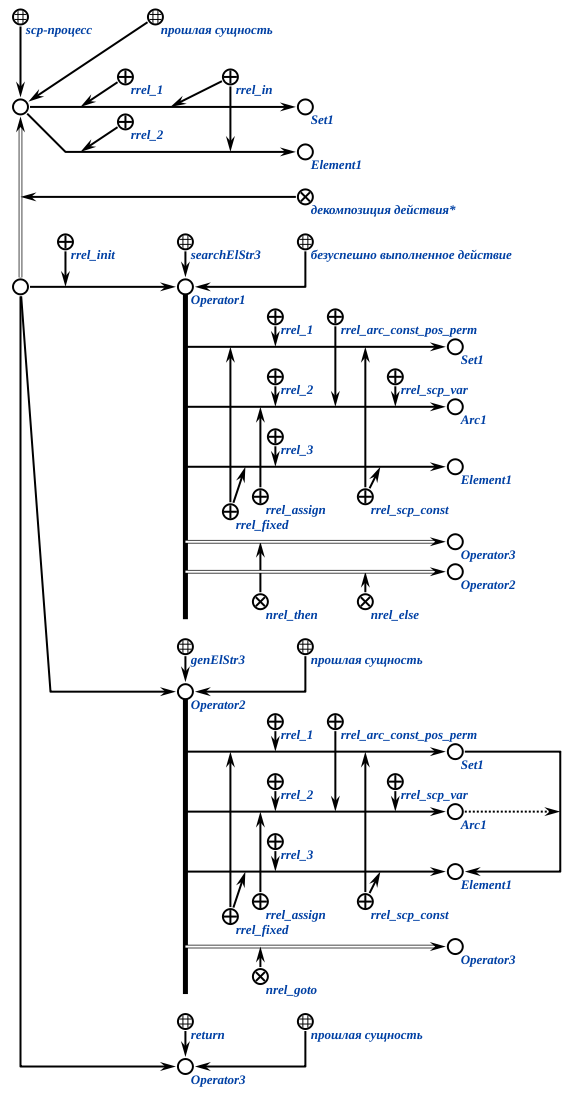 scp-процесс
прошлая сущность
rrel_1
rrel_in
Set1
rrel_2
Element1
декомпозиция действия*
rrel_init
searchElStr3
безуспешно выполненное действие
Operator1
rrel_1
rrel_arc_const_pos_perm
Set1
rrel_2
rrel_scp_var
Arc1
rrel_3
Element1
rrel_assign
rrel_scp_const
rrel_fixed
Operator3
Operator2
nrel_then
nrel_else
genElStr3
прошлая сущность
Operator2
rrel_1
rrel_arc_const_pos_perm
Set1
rrel_2
rrel_scp_var
Arc1
rrel_3
Element1
rrel_assign
rrel_scp_const
rrel_fixed
Operator3
nrel_goto
return
прошлая сущность
Operator3